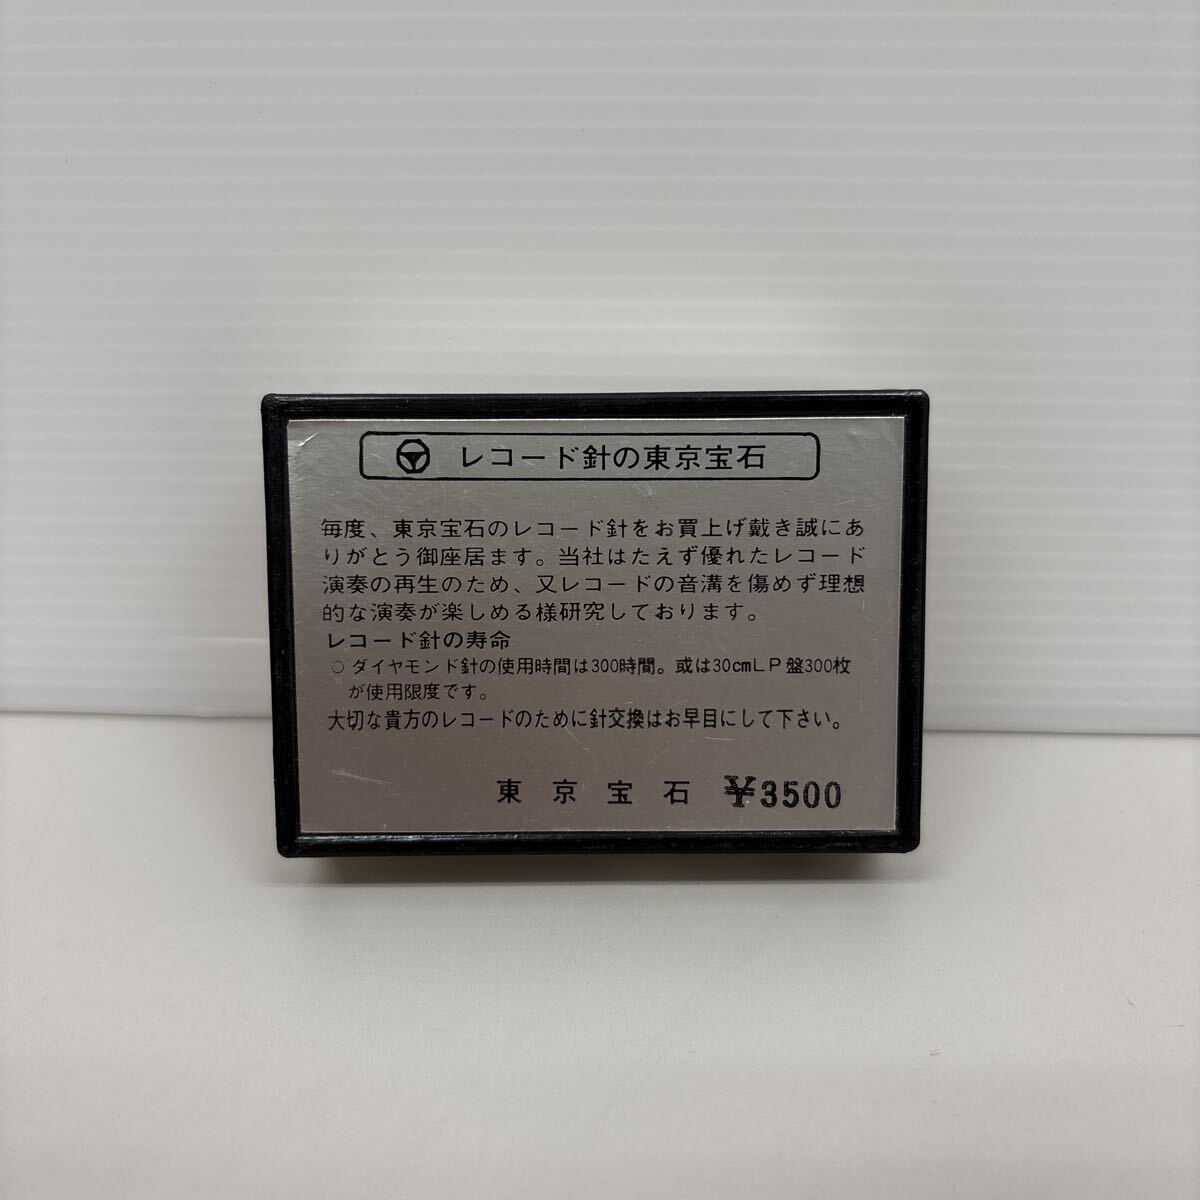 レコード針の東京宝石
毎度、東京宝石のレコード針をお買上げ戴き誠にあ
りがとう御座居ます。当社はたえず優れたレコード
演奏の再生のため、又レコードの音溝を傷めず理想
的な演奏が楽しめる様研究しております。
レコード針の寿命
○ダイヤモンド針の使用時間は300時間。或は30cmLP盤300枚
が使用限度です。
大切な貴方のレコードのために針交換はお早目にして下さい。
東京宝石 ¥3500